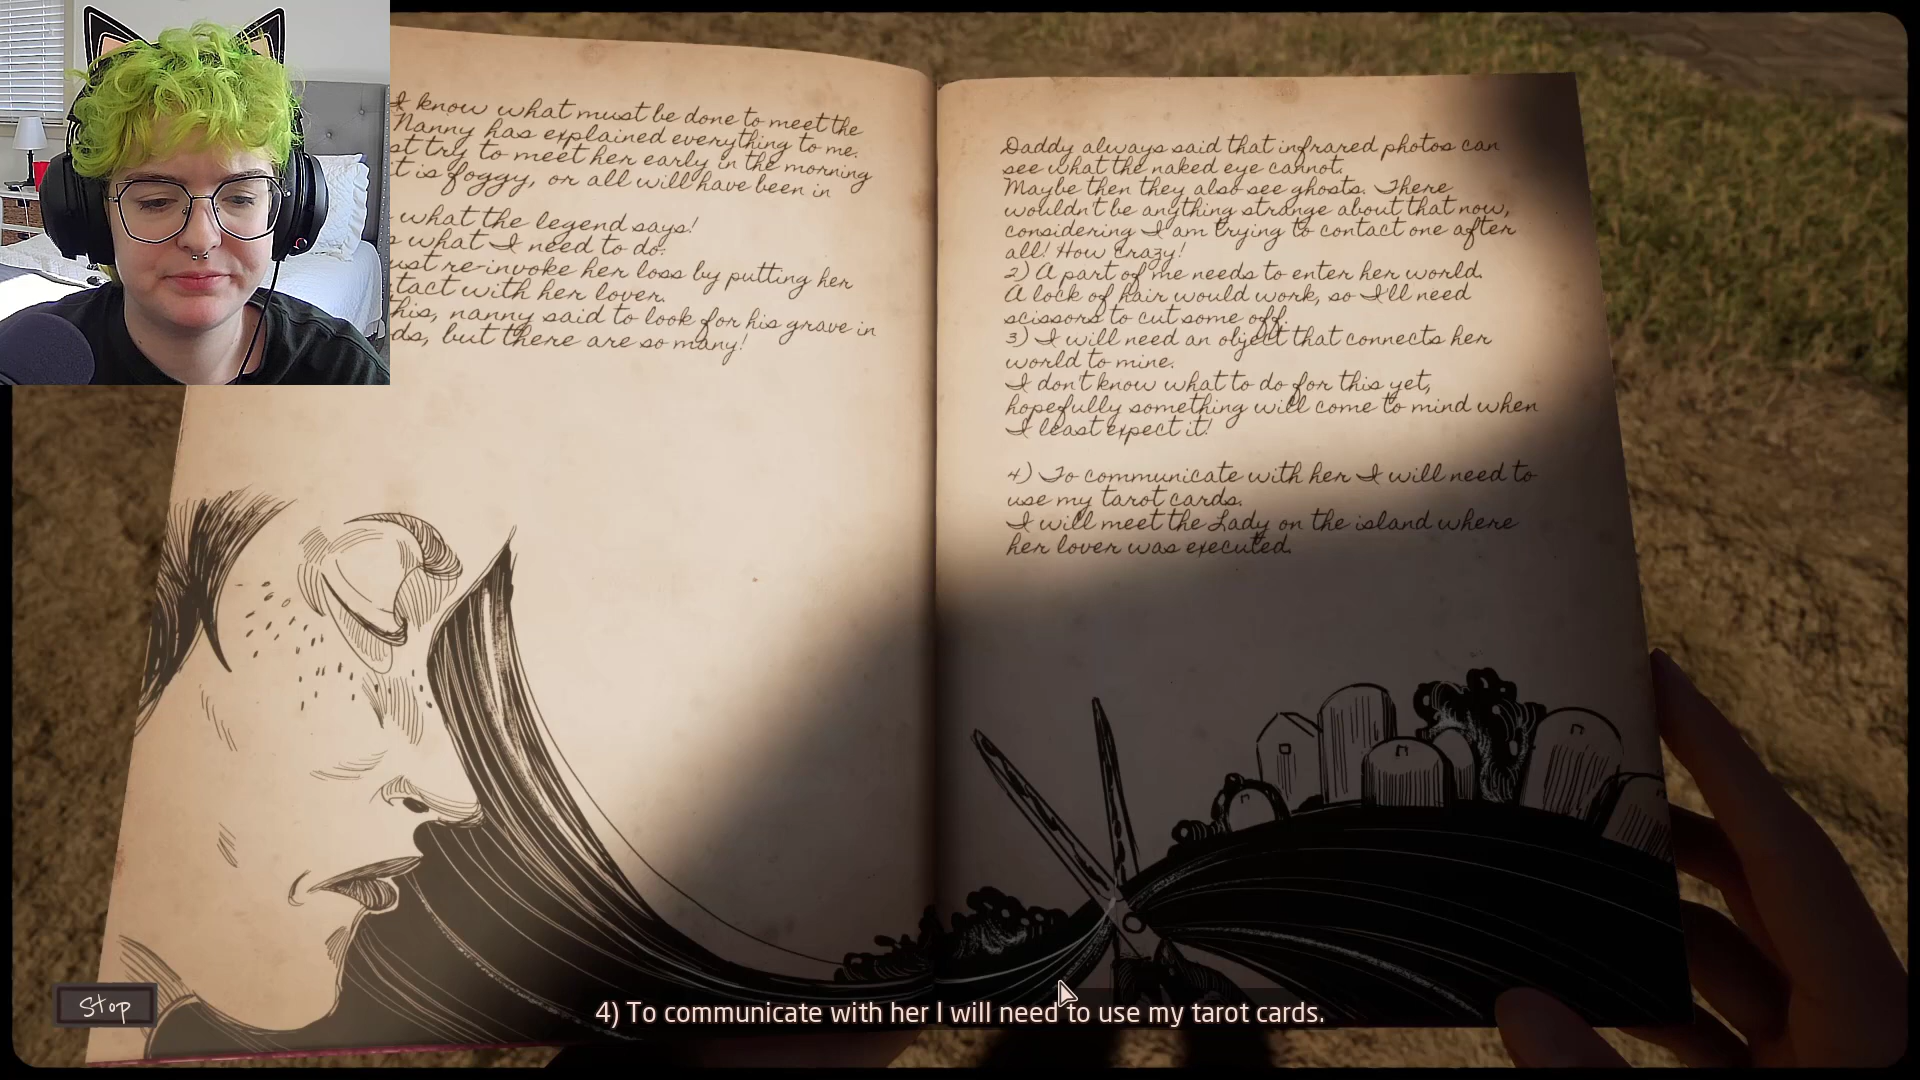 I know what must be done to meet the
Nanny has explained everything to me.
st try to meet her early in the morning
t is foggy, or all will have been in
what the legend says!
s what I need to do:
ust re-invoke her loss by putting her
tact with her lover.
this, nanny said to look for his grave in
ds, but there are so many!
Daddy always said that infrared photos can
see what the naked eye cannot.
Maybe then they also see ghosts. There
wouldn't be anything strange about that now,
considering I am trying to contact one after
all! How crazy!
2) A part of me needs to enter her world.
A lock of hair would work, so I'll need
scissors to cut some off.
3) I will need an object that connects her
world to mine.
I don't know what to do for this yet,
hopefully something will come to mind when
I least expect it!
4) To communicate with her I will need to
use my tarot cards.
I will meet the Lady on the island where
her lover was executed.
Stop
4) To communicate with her I will need to use my tarot cards.